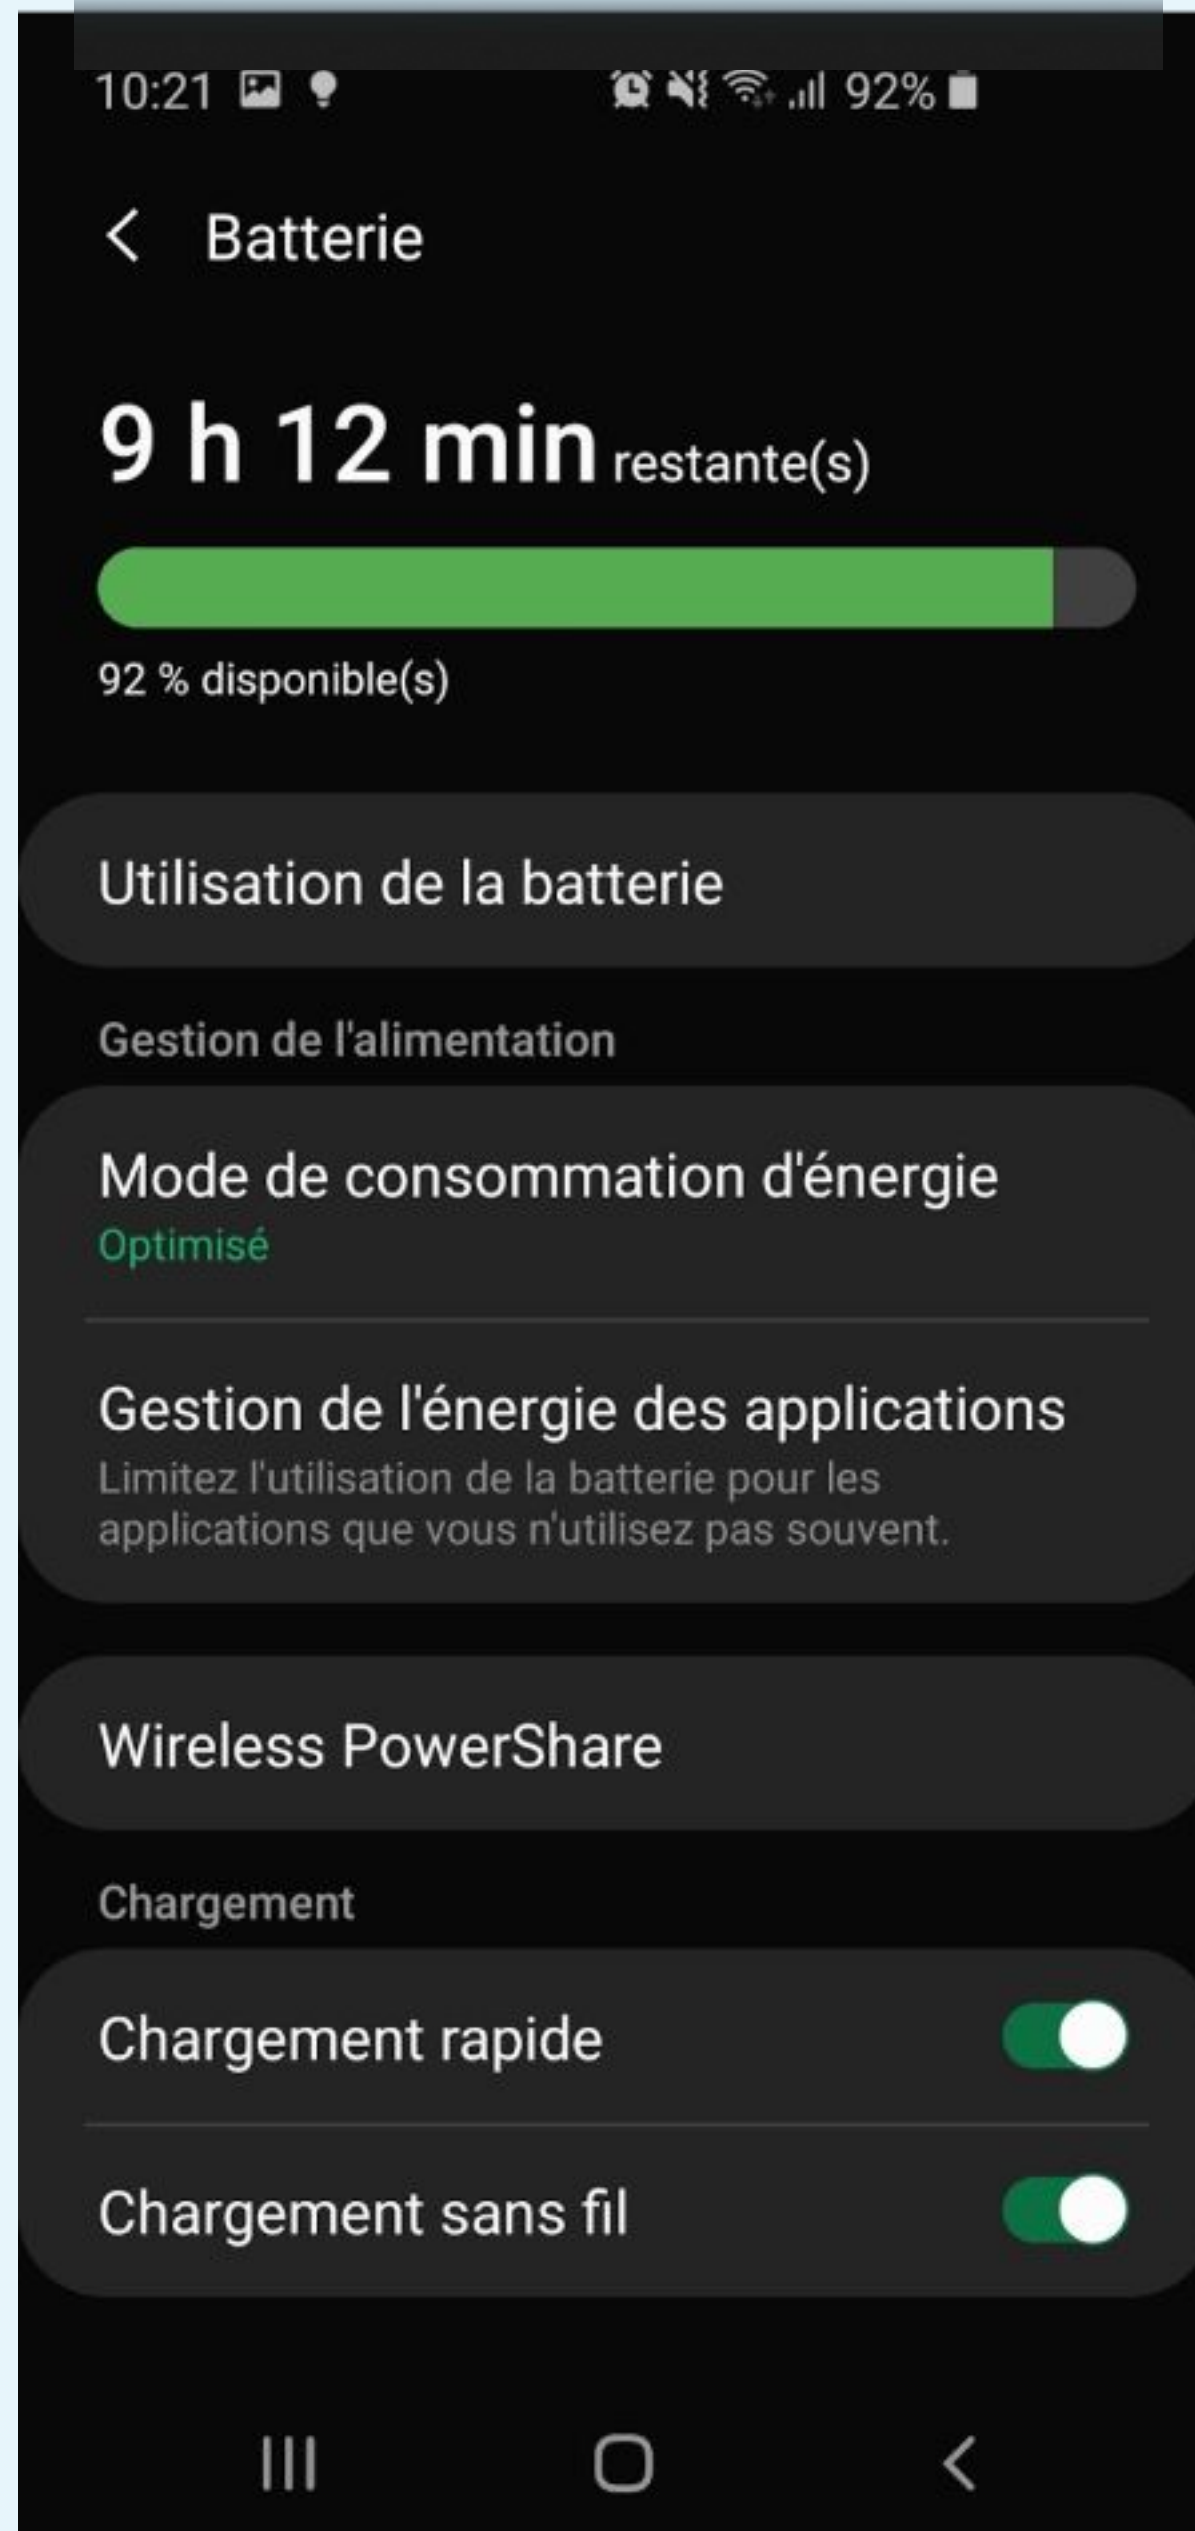 10:21 92%
Batterie
9 h 12 min restante(s)
92 % disponible(s)
Utilisation de la batterie
Gestion de l'alimentation
Mode de consommation d'énergie
Optimisé
Gestion de l'énergie des applications
Limitez l'utilisation de la batterie pour les
applications que vous n'utilisez pas souvent.
Wireless PowerShare
Chargement
Chargement rapide
Chargement sans fil